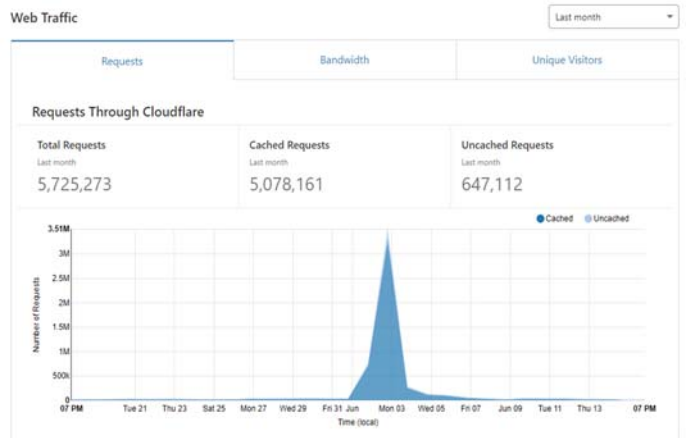 Web Traffic
Last month
Requests
Bandwidth
Unique Visitors
Requests Through Cloudflare
Total Requests
Last month
5,725,273
Cached Requests
Last month
5,078,161
Uncached Requests
Last month
647,112
Cached Uncached
3.51M
3M
2.5M
2M
1.5M
1M
500k
0
Number of Requests
07 PM Tue 21 Thu 23 Sat 25 Mon 27 Wed 29 Fri 31 Jun Mon 03 Wed 05 Fri 07 Jun 09 Tue 11 Thu 13 07 PM
Time (local)